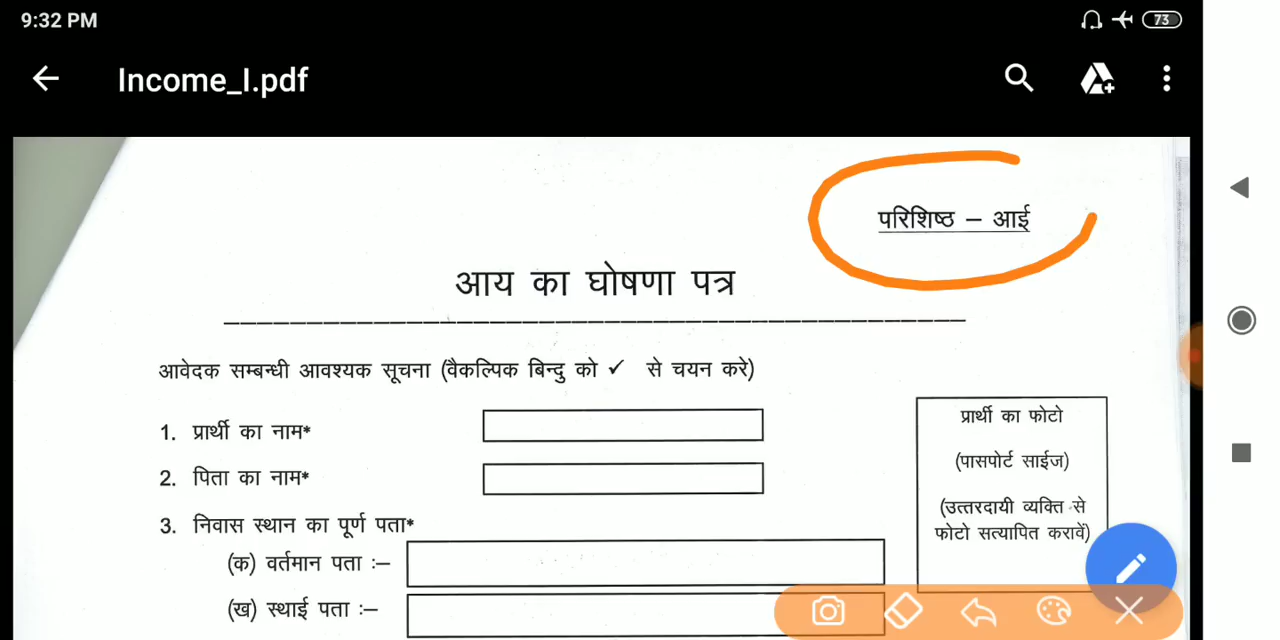 9:32 PM
73
Income_I.pdf
परिशिष्ठ – आई
आय का घोषणा पत्र
आवेदक सम्बन्धी आवश्यक सूचना (वैकल्पिक बिन्दु को ✓ से चयन करे)
1. प्रार्थी का नाम*
2. पिता का नाम*
3. निवास स्थान का पूर्ण पता*
(क) वर्तमान पता :–
(ख) स्थाई पता :–
प्रार्थी का फोटो
(पासपोर्ट साईज)
(उत्तरदायी व्यक्ति से
फोटो सत्यापित करावें)